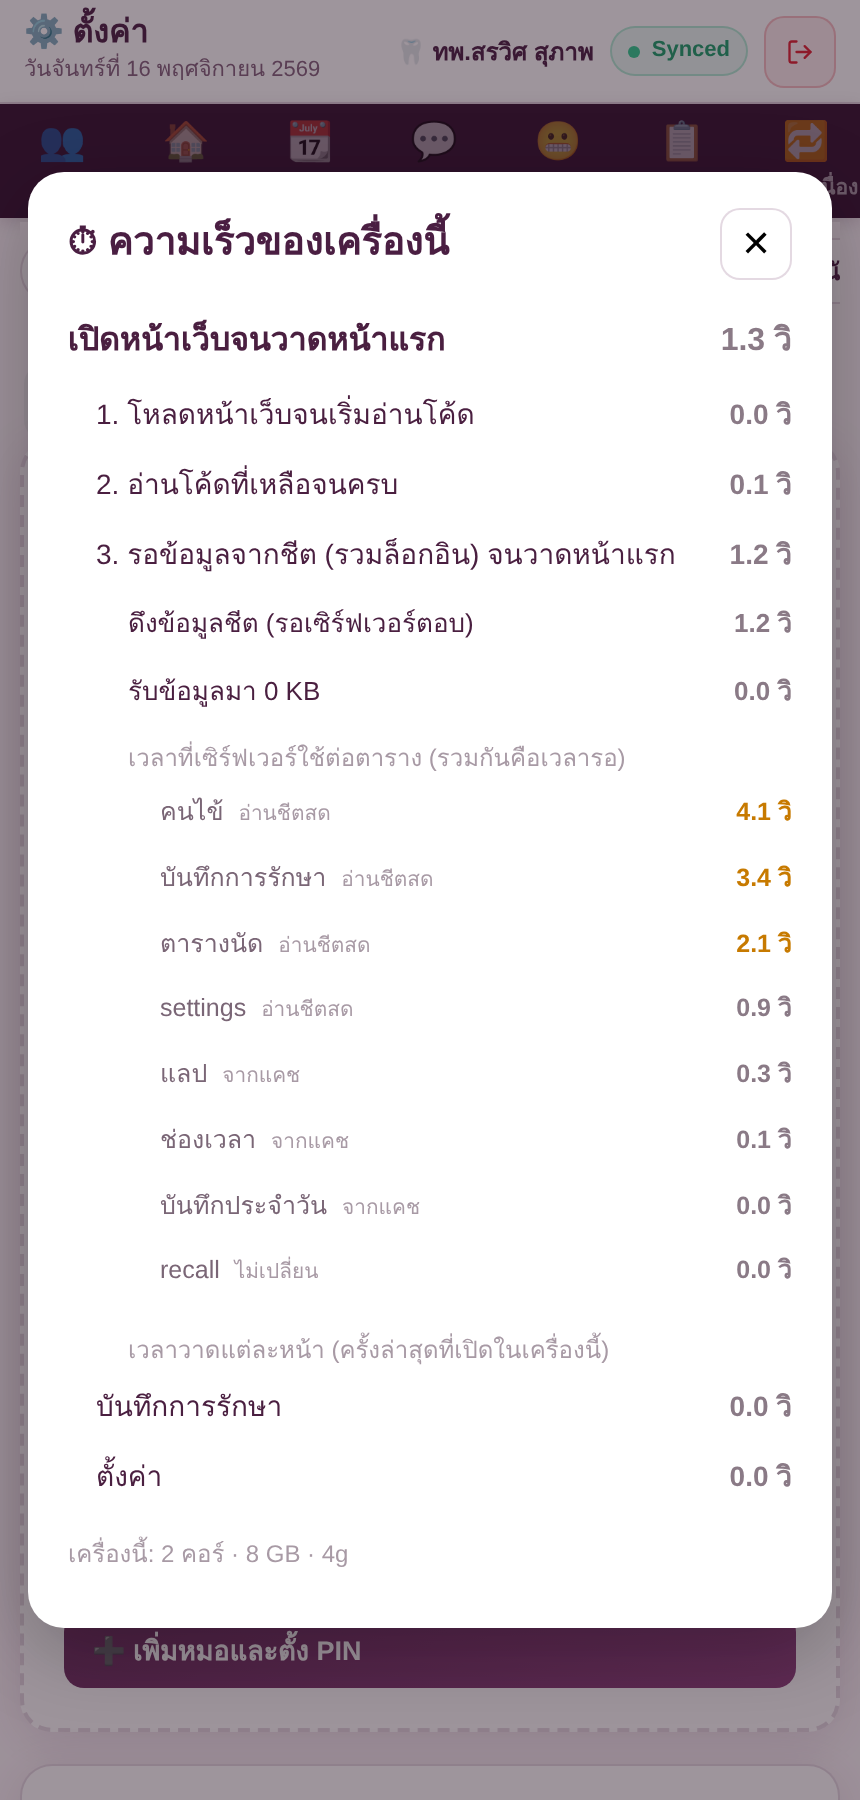 ตั้งค่า
วันจันทร์ที่ 16 พฤศจิกายน 2569
ทพ.สรวิศ สุภาพ
Synced
July
17
⏱ ความเร็วของเครื่องนี้
✕
เปิดหน้าเว็บจนวาดหน้าแรก 1.3 วิ
1. โหลดหน้าเว็บจนเริ่มอ่านโค้ด 0.0 วิ
2. อ่านโค้ดที่เหลือจนครบ 0.1 วิ
3. รอข้อมูลจากชีต (รวมล็อกอิน) จนวาดหน้าแรก 1.2 วิ
ดึงข้อมูลชีต (รอเซิร์ฟเวอร์ตอบ) 1.2 วิ
รับข้อมูลมา 0 KB 0.0 วิ
เวลาที่เซิร์ฟเวอร์ใช้ต่อตาราง (รวมกันคือเวลารอ)
คนไข้ อ่านชีตสด 4.1 วิ
บันทึกการรักษา อ่านชีตสด 3.4 วิ
ตารางนัด อ่านชีตสด 2.1 วิ
settings อ่านชีตสด 0.9 วิ
แลป จากแคช 0.3 วิ
ช่องเวลา จากแคช 0.1 วิ
บันทึกประจำวัน จากแคช 0.0 วิ
recall ไม่เปลี่ยน 0.0 วิ
เวลาวาดแต่ละหน้า (ครั้งล่าสุดที่เปิดในเครื่องนี้)
บันทึกการรักษา 0.0 วิ
ตั้งค่า 0.0 วิ
เครื่องนี้: 2 คอร์ · 8 GB · 4g
เพิ่มหมอและตั้ง PIN